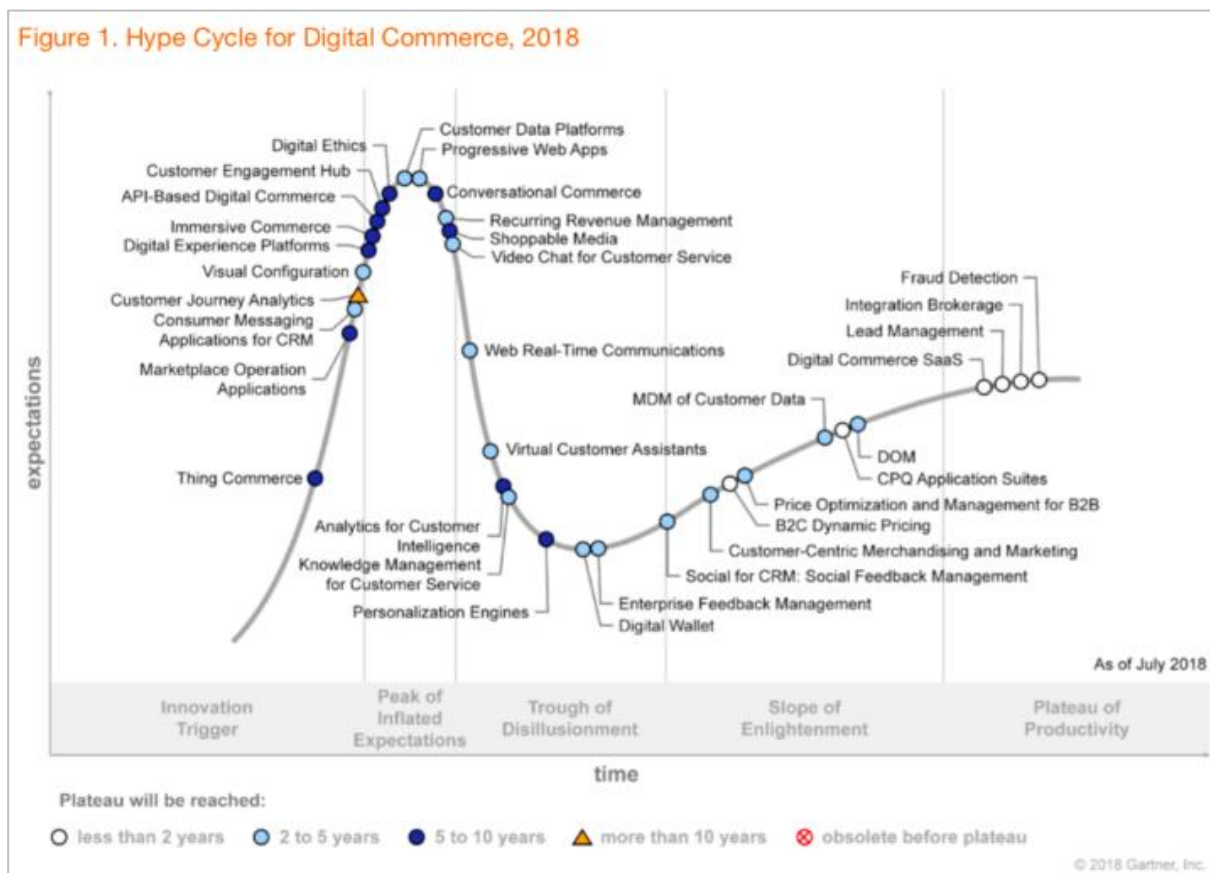 Figure 1. Hype Cycle for Digital Commerce, 2018
expectations
Customer Data Platforms
Digital Ethics
Progressive Web Apps
Customer Engagement Hub
API-Based Digital Commerce
Conversational Commerce
Immersive Commerce
Recurring Revenue Management
Digital Experience Platforms
Shoppable Media
Video Chat for Customer Service
Visual Configuration
Customer Journey Analytics
Consumer Messaging
Applications for CRM
Marketplace Operation
Applications
Web Real-Time Communications
Thing Commerce
Virtual Customer Assistants
Analytics for Customer
Intelligence
Knowledge Management
for Customer Service
Personalization Engines
Enterprise Feedback Management
Digital Wallet
Fraud Detection
Integration Brokerage
Lead Management
Digital Commerce SaaS
MDM of Customer Data
DOM
CPQ Application Suites
Price Optimization and Management for B2B
B2C Dynamic Pricing
Customer-Centric Merchandising and Marketing
Social for CRM: Social Feedback Management
As of July 2018
Innovation
Trigger
Peak of
Inflated
Expectations
Trough of
Disillusionment
Slope of
Enlightenment
Plateau of
Productivity
time
Plateau will be reached:
less than 2 years
2 to 5 years
5 to 10 years
more than 10 years
obsolete before plateau
© 2018 Gartner, Inc.